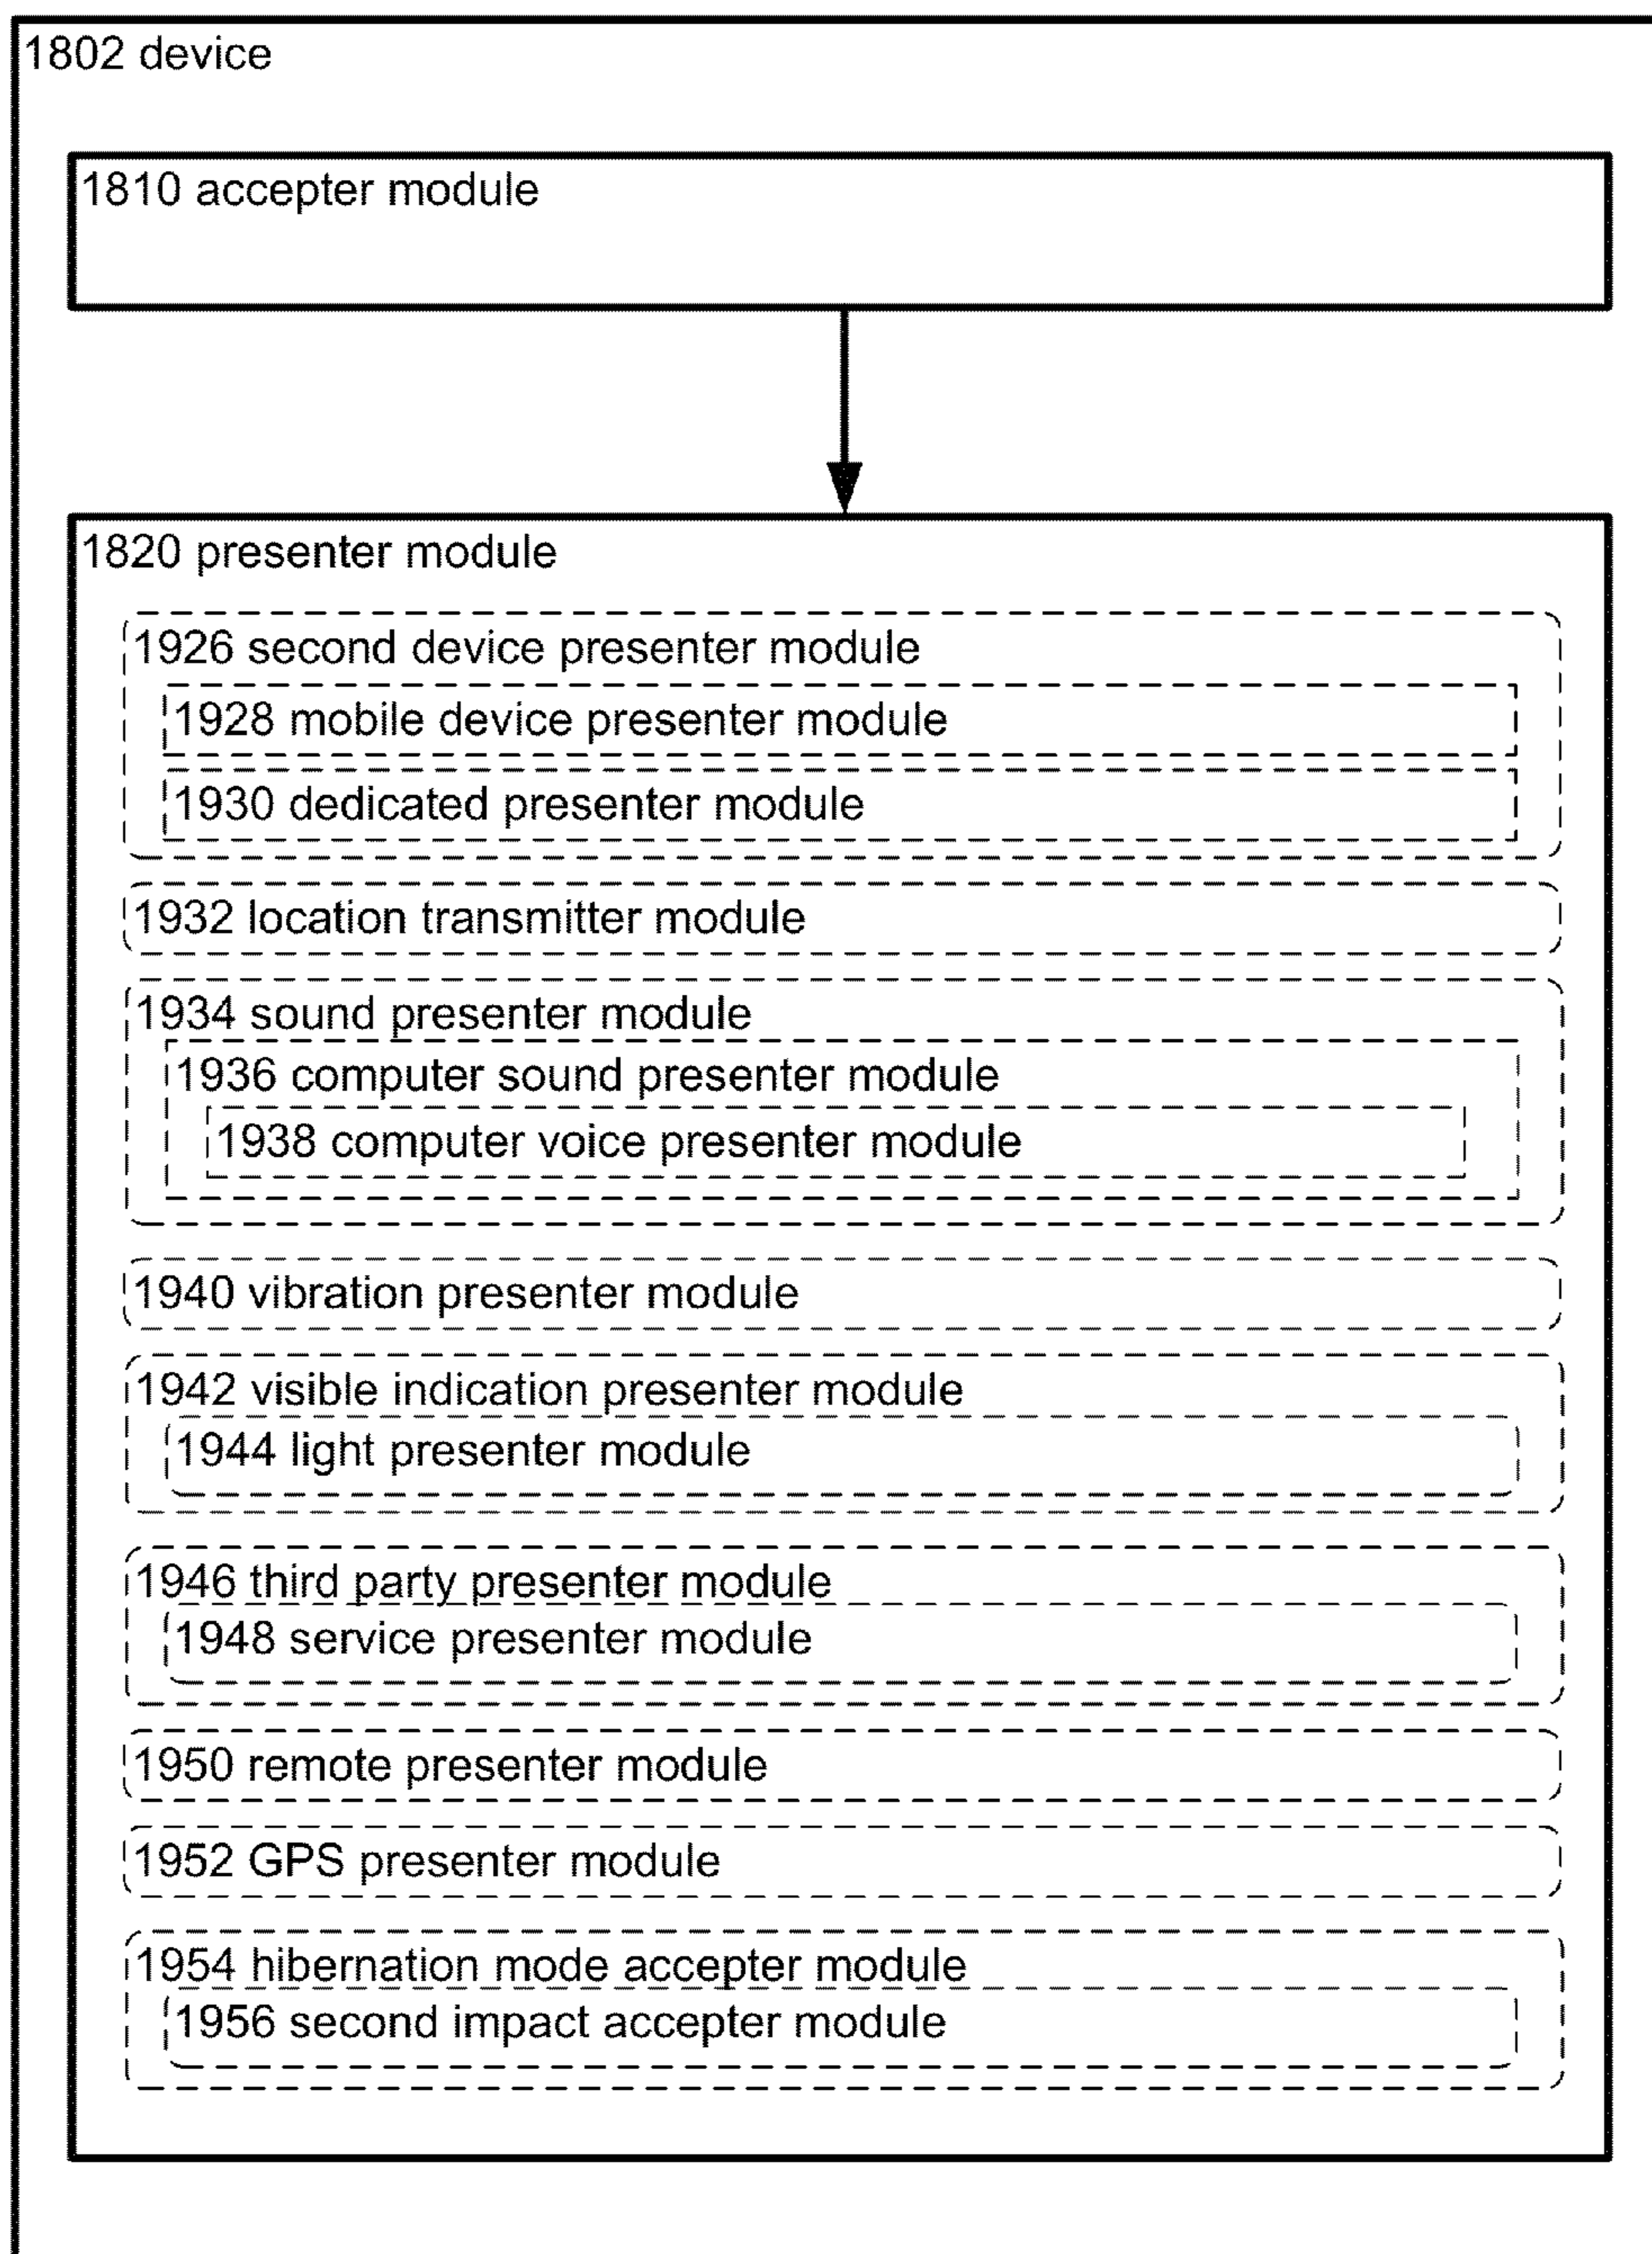 1802 device
1810 accepter module
1820 presenter module
1926 second device presenter module
1928 mobile device presenter module
1930 dedicated presenter module
1932 location transmitter module
1934 sound presenter module
1936 computer sound presenter module
1938 computer voice presenter module
1940 vibration presenter module
1942 visible indication presenter module
1944 light presenter module
1946 third party presenter module
1948 service presenter module
1950 remote presenter module
1952 GPS presenter module
1954 hibernation mode accepter module
1956 second impact accepter module